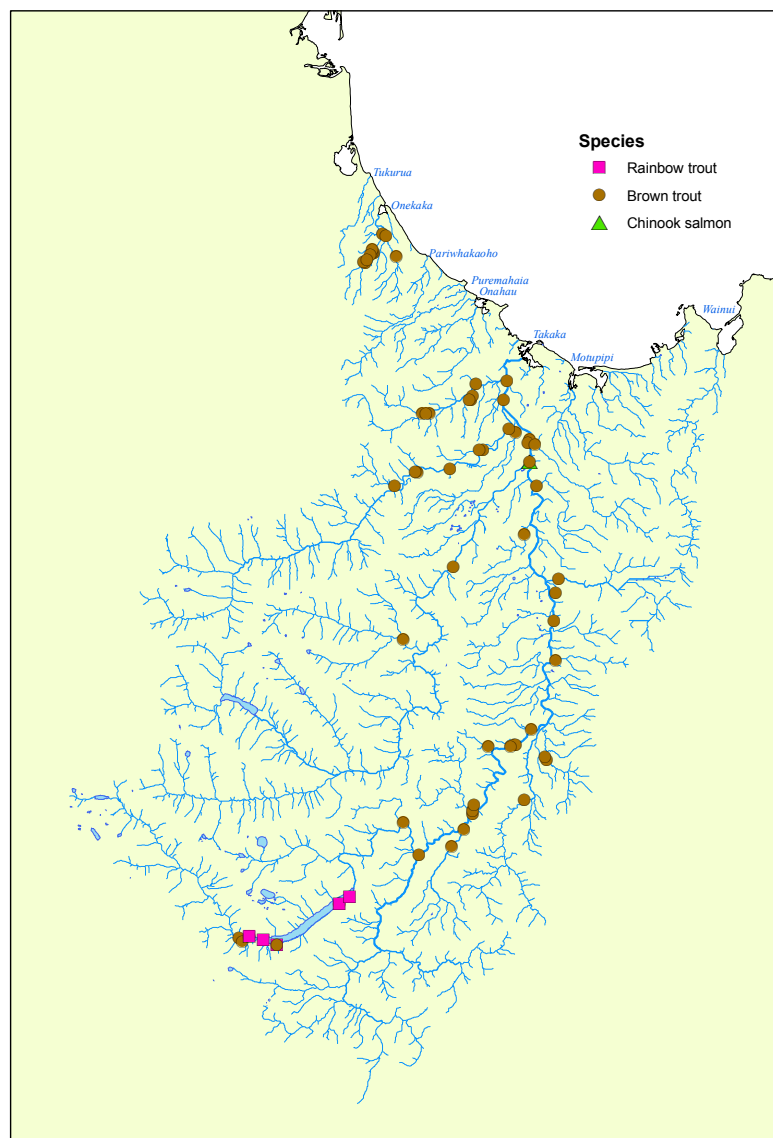 Species
Rainbow trout
Brown trout
Chinook salmon
Tukurua
Onekaka
Pariwhakaoho
Puremahaia
Onahau
Wainui
Takaka
Motupipi